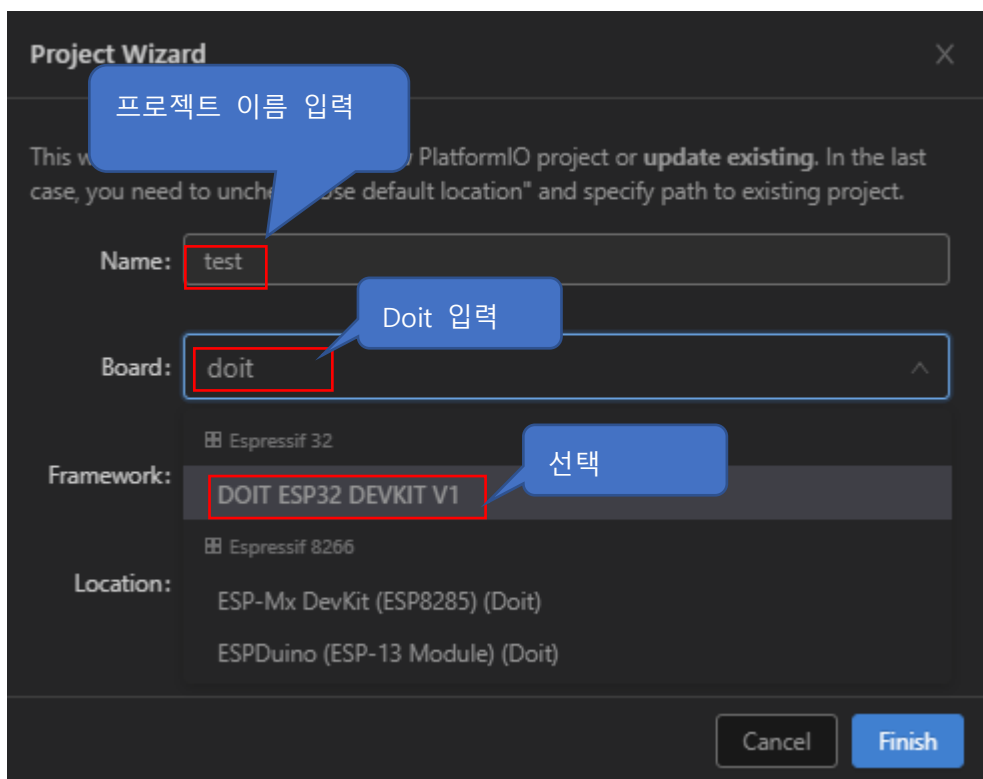 Project Wizard
프로젝트 이름 입력
This w PlatformIO project or update existing. In the last
case, you need to unche use default location" and specify path to existing project.
Name: test
Doit 입력
Board: doit
Espressif 32
선택
Framework:
DOIT ESP32 DEVKIT V1
Espressif 8266
Location:
ESP-Mx DevKit (ESP8285) (Doit)
ESPDuino (ESP-13 Module) (Doit)
Cancel Finish